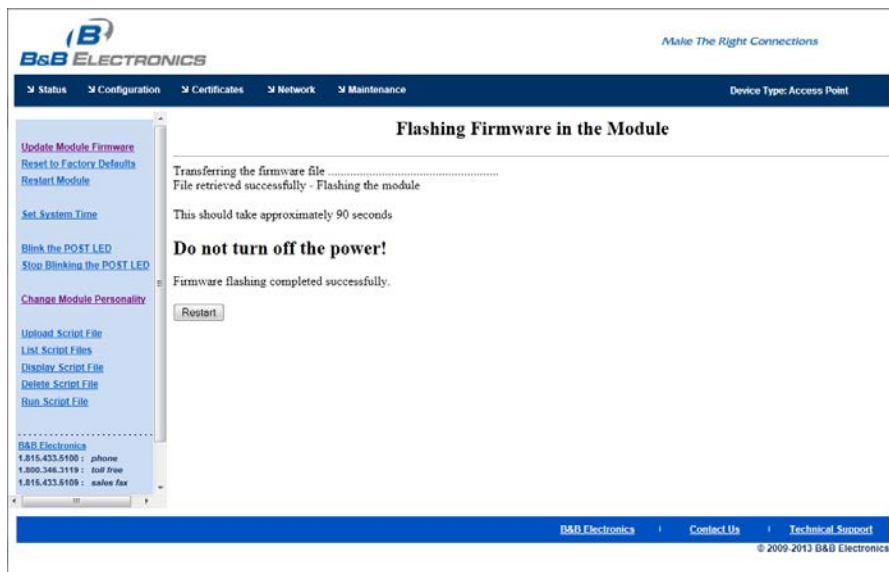 B
B&B ELECTRONICS
Make The Right Connections
Status Configuration Certificates Network Maintenance Device Type: Access Point
Update Module Firmware
Reset to Factory Defaults
Restart Module
Set System Time
Blink the POST LED
Stop Blinking the POST LED
Change Module Personality
Upload Script File
List Script Files
Display Script File
Delete Script File
Run Script File
B&B Electronics
1.815.433.5100 : phone
1.800.346.3119 : toll free
1.815.433.5109 : sales fax
Flashing Firmware in the Module
Transferring the firmware file .......................................................
File retrieved successfully - Flashing the module
This should take approximately 90 seconds
Do not turn off the power!
Firmware flashing completed successfully.
Restart
B&B Electronics | Contact Us | Technical Support
© 2009-2013 B&B Electronics